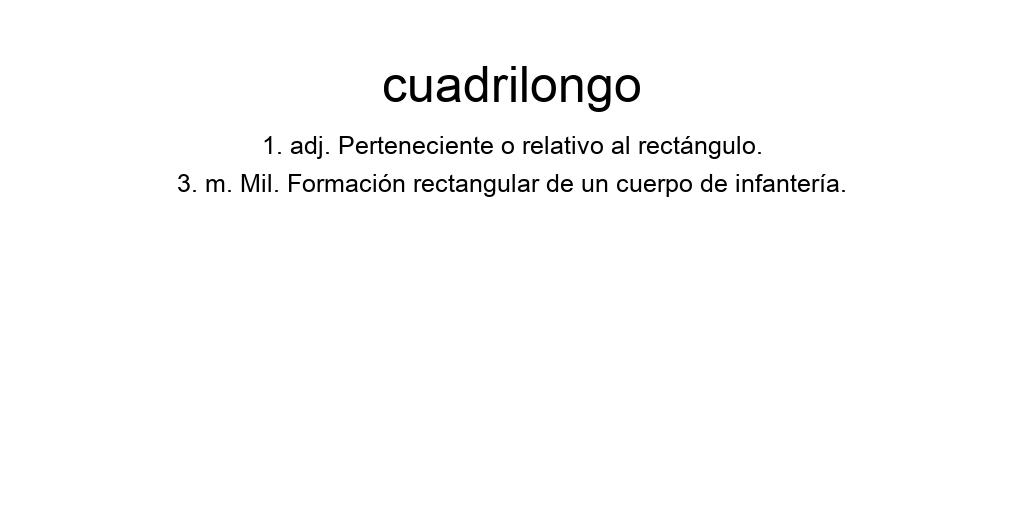 cuadrilongo
1. adj. Perteneciente o relativo al rectángulo.
3. m. Mil. Formación rectangular de un cuerpo de infantería.